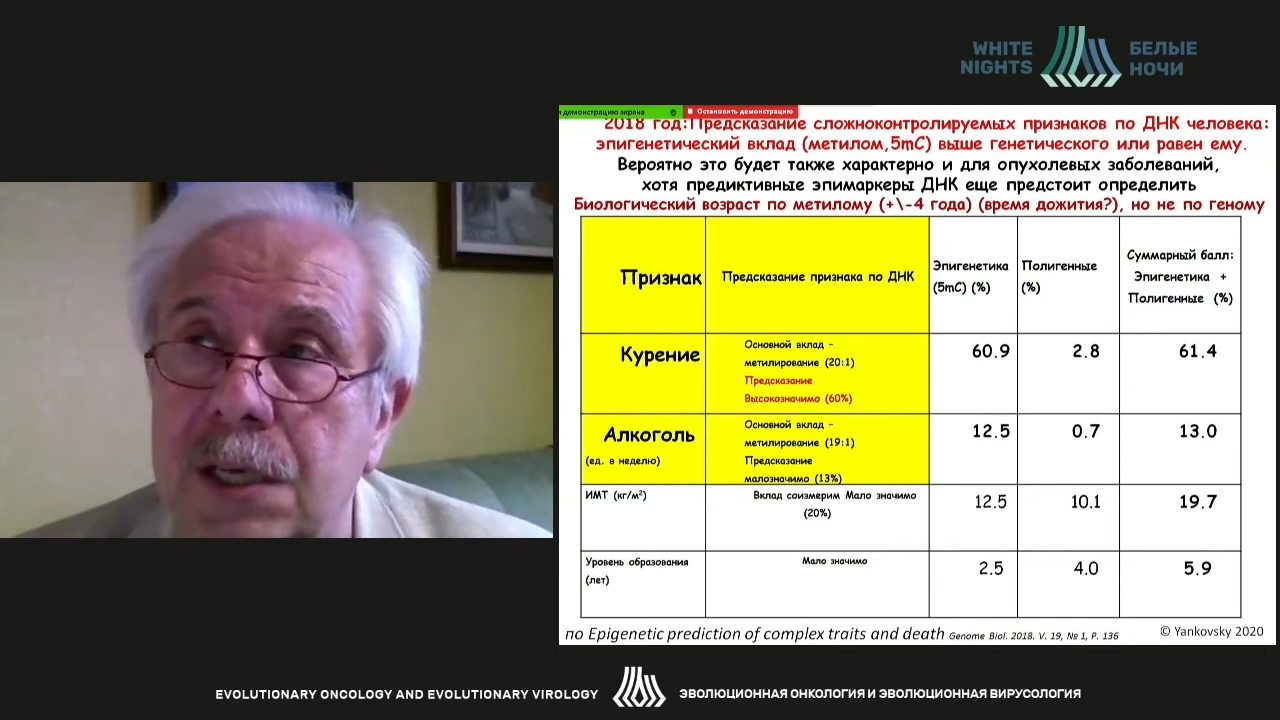 WHITE
NIGHTS
БЕЛЫЕ
НОЧИ
демонстрацию экрана
Остановить демонстрацию
2018 год:Предсказание сложноконтролируемых признаков по ДНК человека:
эпигенетический вклад (метилом,5mC) выше генетического или равен ему.
Вероятно это будет также характерно и для опухолевых заболеваний,
хотя предиктивные эпимаркеры ДНК еще предстоит определить
Биологический возраст по метилому (+\-4 года) (время дожития?), но не по геному
Признак
Предсказание признака по ДНК
Эпигенетика
(5mC) (%)
Полигенные
(%)
Суммарный балл:
Эпигенетика +
Полигенные (%)
Курение
Основной вклад –
метилирование (20:1)
Предсказание
Высокозначимо (60%)
60.9
2.8
61.4
Алкоголь
(ед. в неделю)
Основной вклад –
метилирование (19:1)
Предсказание
малозначимо (13%)
12.5
0.7
13.0
ИМТ (кг/м²)
Вклад соизмерим Мало значимо
(20%)
12.5
10.1
19.7
Уровень образования
(лет)
Мало значимо
2.5
4.0
5.9
по Epigenetic prediction of complex traits and death Genome Biol. 2018. V. 19, № 1, P. 136
© Yankovsky 2020
EVOLUTIONARY ONCOLOGY AND EVOLUTIONARY VIROLOGY
ЭВОЛЮЦИОННАЯ ОНКОЛОГИЯ И ЭВОЛЮЦИОННАЯ ВИРУСОЛОГИЯ